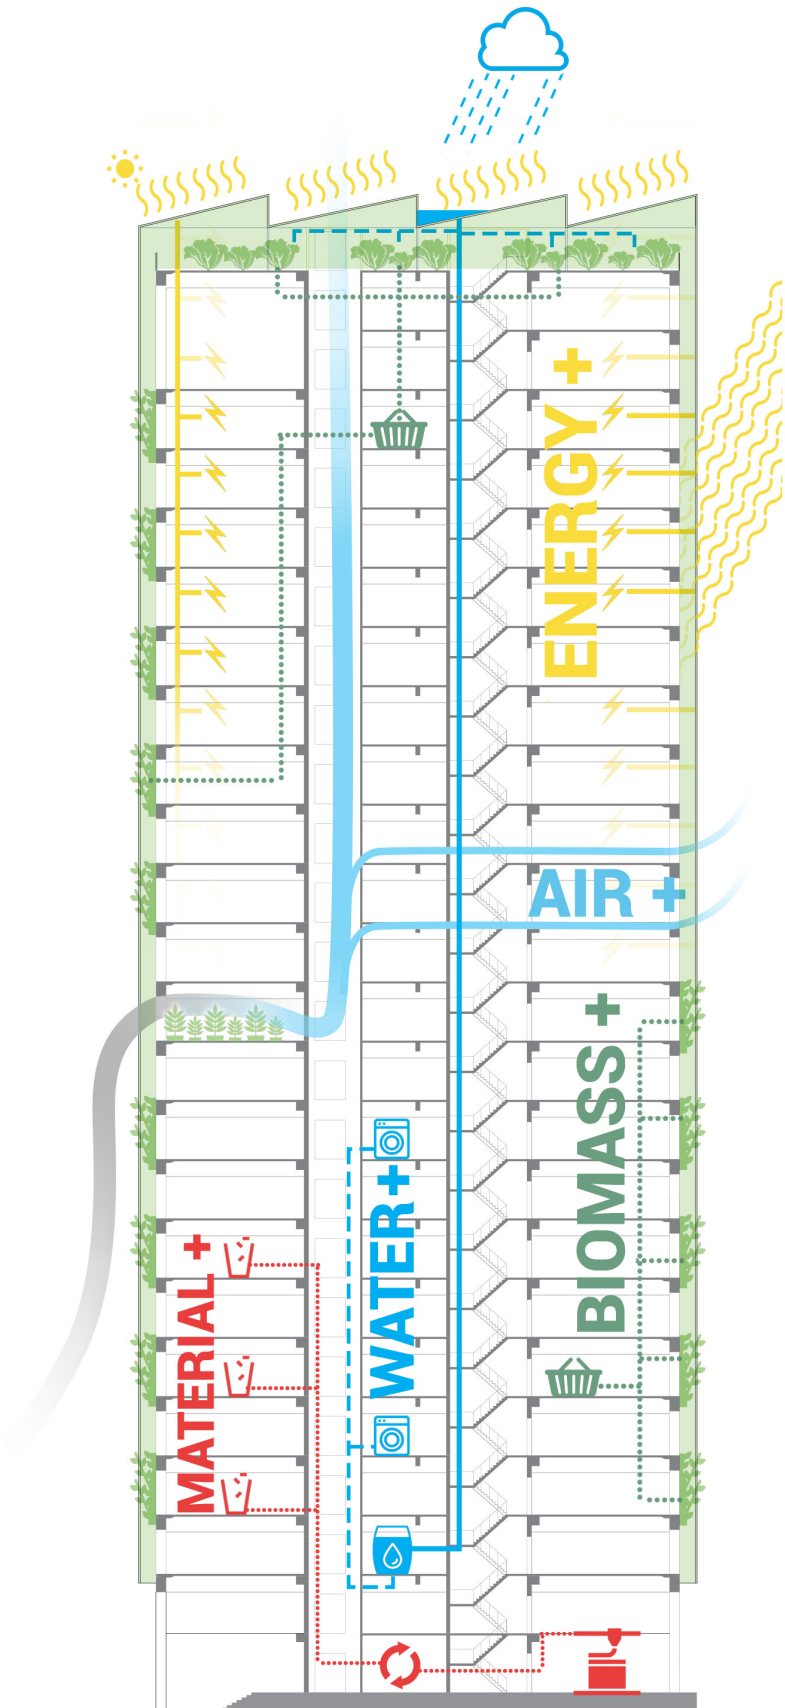 ENERGY +
AIR +
BIOMASS +
WATER+
MATERIAL +